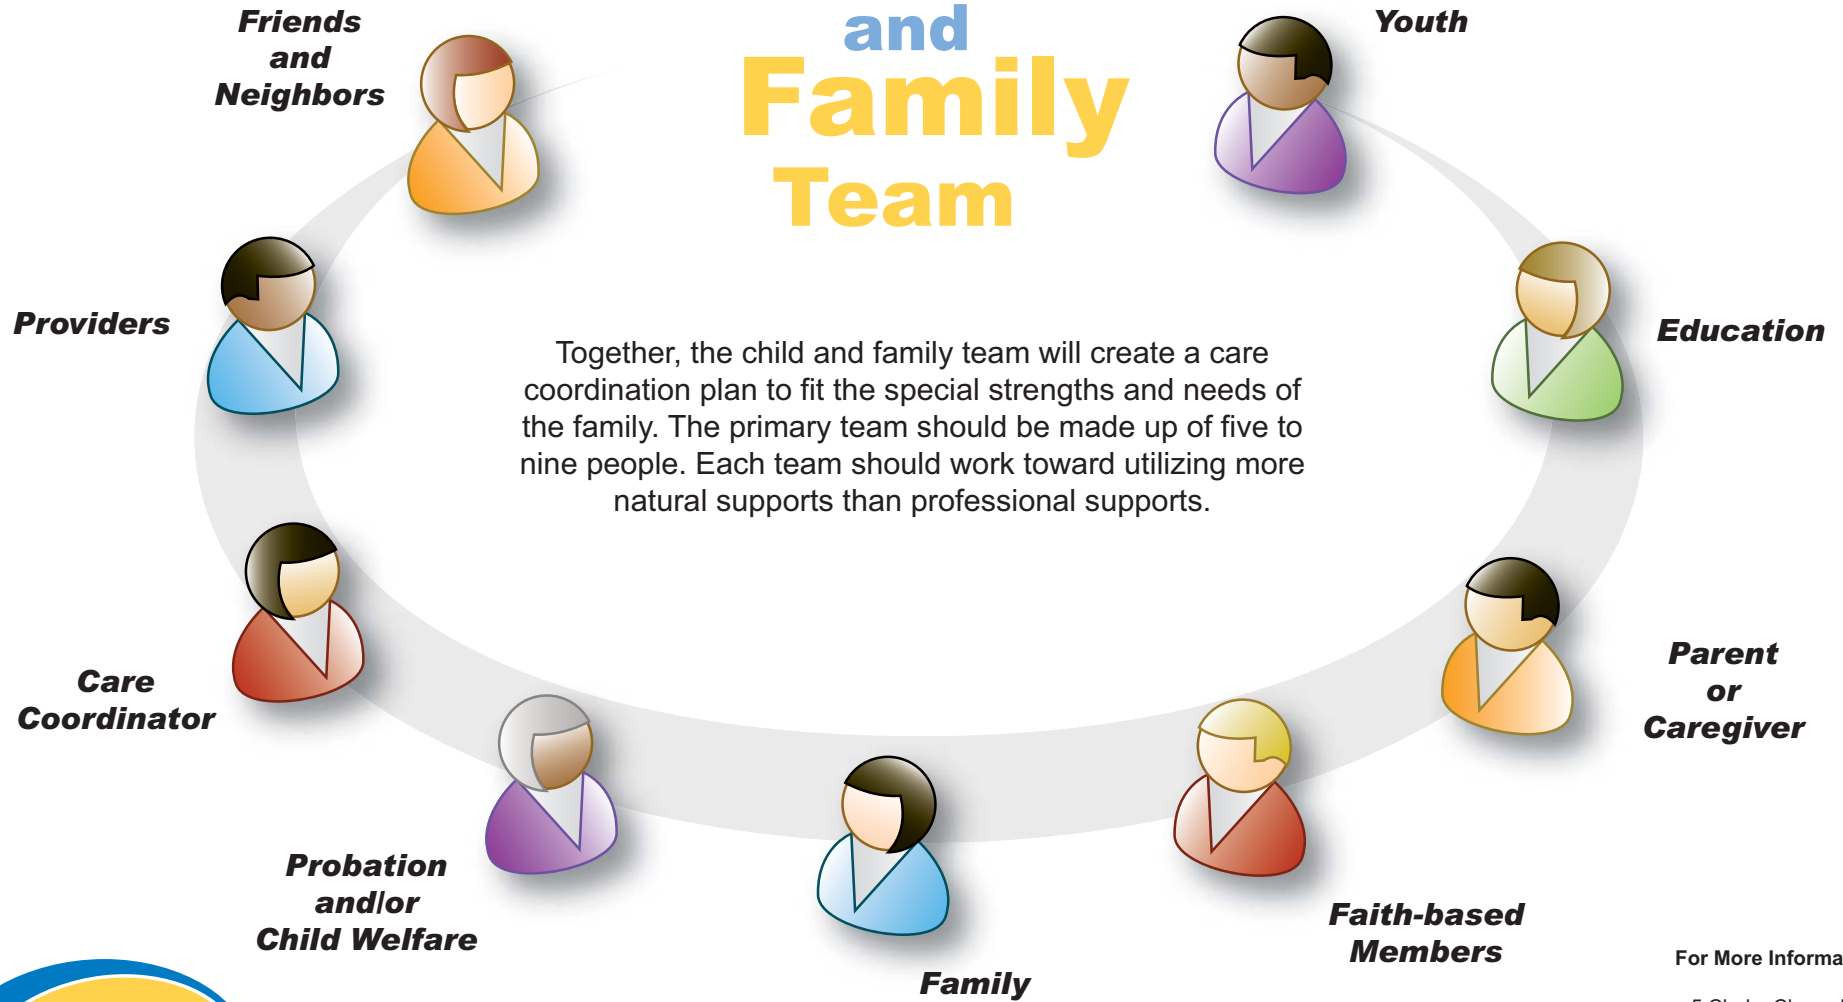 and
Family
Team
Friends
and
Neighbors
Youth
Providers
Education
Together, the child and family team will create a care
coordination plan to fit the special strengths and needs of
the family. The primary team should be made up of five to
nine people. Each team should work toward utilizing more
natural supports than professional supports.
Care
Coordinator
Parent
or
Caregiver
Probation
and/or
Child Welfare
Faith-based
Members
Family
For More Informa